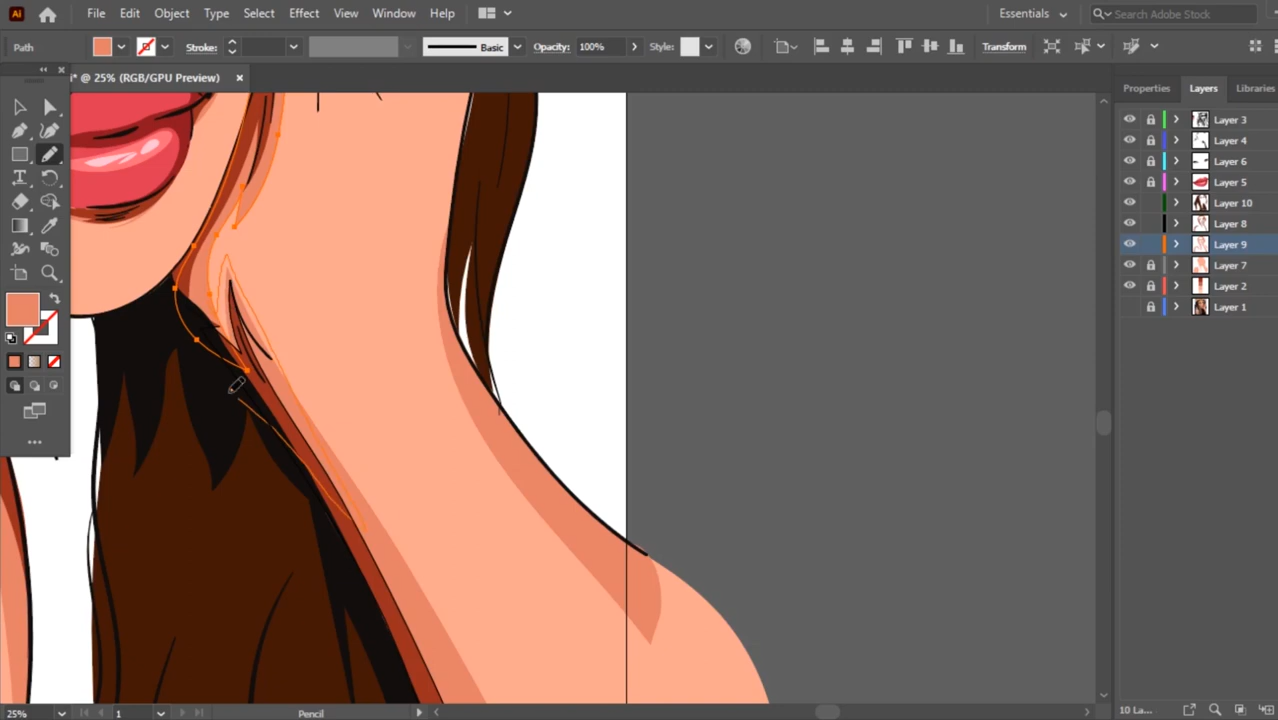 Ai File Edit Object Type Select Effect View Window Help Essentials Search Adobe Stock
Path Stroke: Basic Opacity: 100% Style: Transform
i* @ 25% (RGB/GPU Preview) ×
Properties Layers Libraries
Layer 3
Layer 4
Layer 6
Layer 5
Layer 10
Layer 8
Layer 9
Layer 7
Layer 2
Layer 1
25% 1 Pencil 10 La...